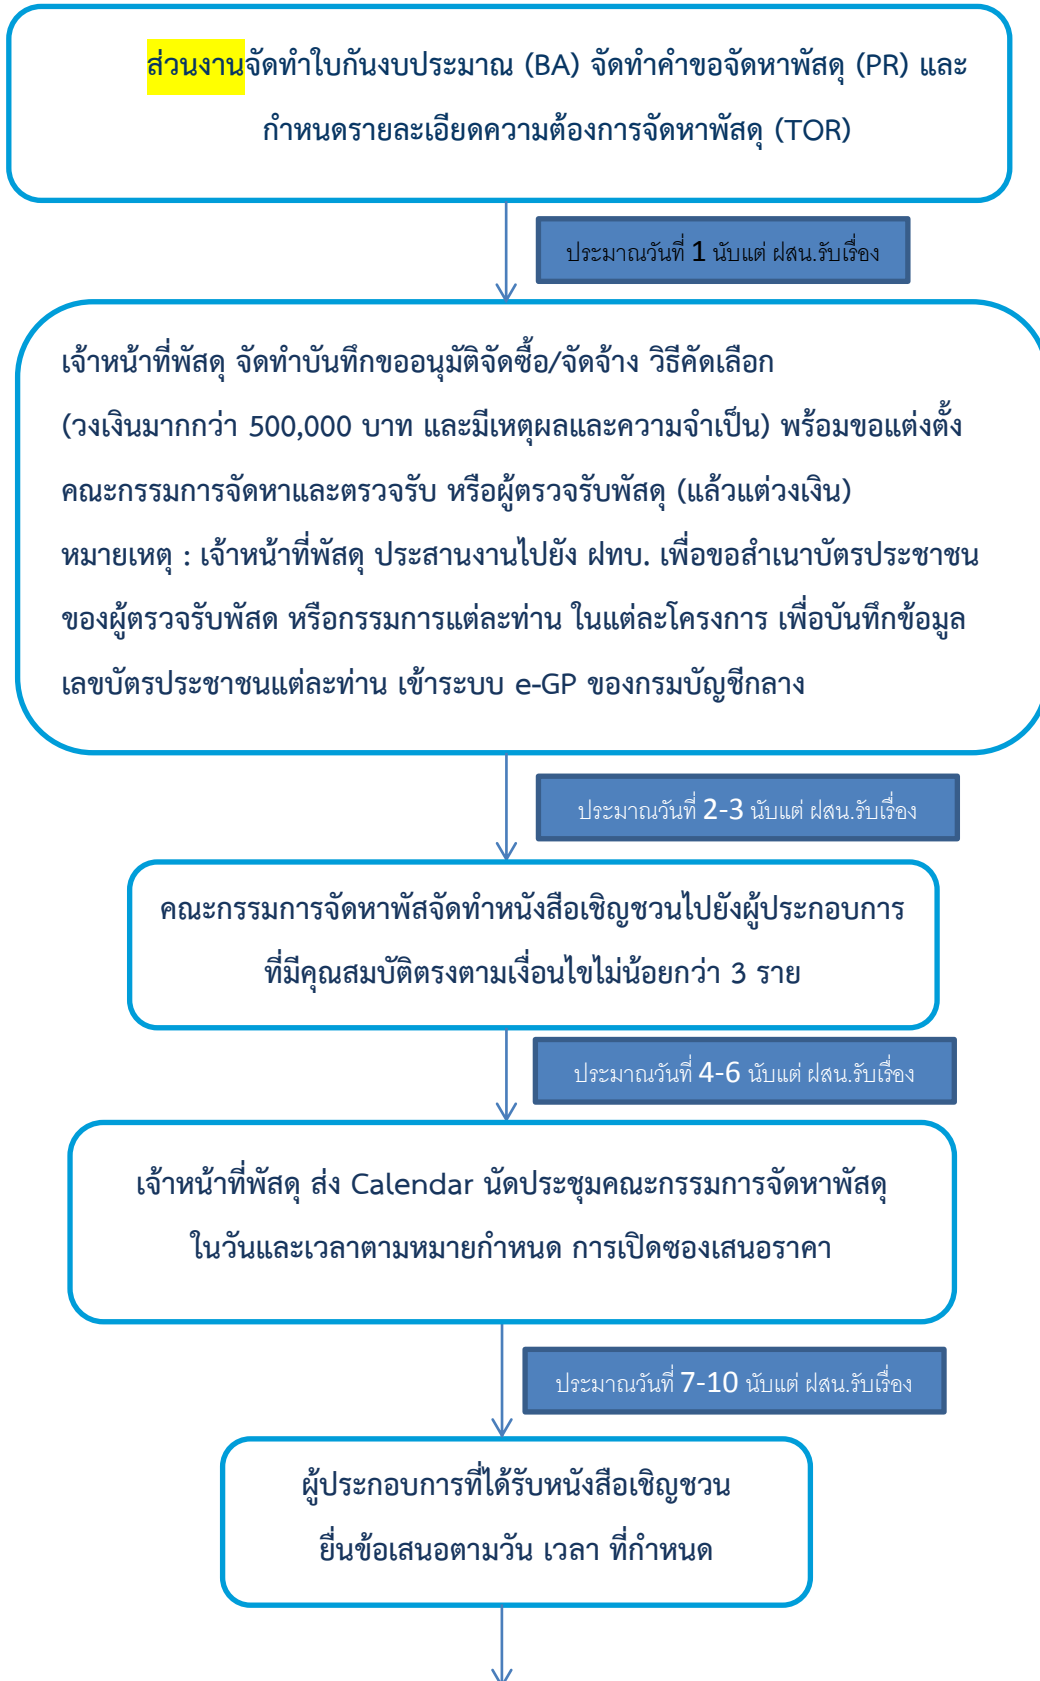 ส่วนงานจัดทำใบกันงบประมาณ (BA) จัดทำคำขอจัดหาพัสดุ (PR) และ
กำหนดรายละเอียดความต้องการจัดหาพัสดุ (TOR)
ประมาณวันที่ 1 นับแต่ ฝสน.รับเรื่อง
เจ้าหน้าที่พัสดุ จัดทำบันทึกขออนุมัติจัดซื้อ/จัดจ้าง วิธีคัดเลือก
(วงเงินมากกว่า 500,000 บาท และมีเหตุผลและความจำเป็น) พร้อมขอแต่งตั้ง
คณะกรรมการจัดหาและตรวจรับ หรือผู้ตรวจรับพัสดุ (แล้วแต่วงเงิน)
หมายเหตุ : เจ้าหน้าที่พัสดุ ประสานงานไปยัง ฝทบ. เพื่อขอสำเนาบัตรประชาชน
ของผู้ตรวจรับพัสด หรือกรรมการแต่ละท่าน ในแต่ละโครงการ เพื่อบันทึกข้อมูล
เลขบัตรประชาชนแต่ละท่าน เข้าระบบ e-GP ของกรมบัญชีกลาง
ประมาณวันที่ 2-3 นับแต่ ฝสน.รับเรื่อง
คณะกรรมการจัดหาพัสจัดทำหนังสือเชิญชวนไปยังผู้ประกอบการ
ที่มีคุณสมบัติตรงตามเงื่อนไขไม่น้อยกว่า 3 ราย
ประมาณวันที่ 4-6 นับแต่ ฝสน.รับเรื่อง
เจ้าหน้าที่พัสดุ ส่ง Calendar นัดประชุมคณะกรรมการจัดหาพัสดุ
ในวันและเวลาตามหมายกำหนด การเปิดซองเสนอราคา
ประมาณวันที่ 7-10 นับแต่ ฝสน.รับเรื่อง
ผู้ประกอบการที่ได้รับหนังสือเชิญชวน
ยื่นข้อเสนอตามวัน เวลา ที่กำหนด